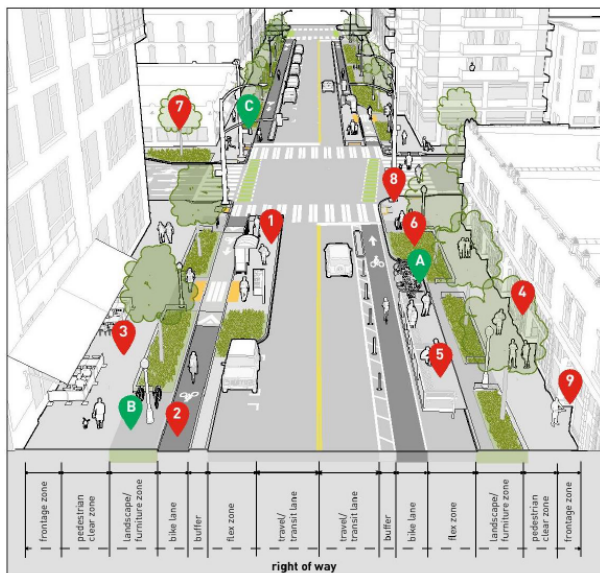 7
C
8
1
6
A
4
3
5
9
B
2
frontage zone
pedestrian
clear zone
landscape/
furniture zone
bike lane
buffer
flex zone
travel/
transit lane
travel/
transit lane
buffer
bike lane
flex zone
landscape/
furniture zone
pedestrian
clear zone
frontage zone
right of way